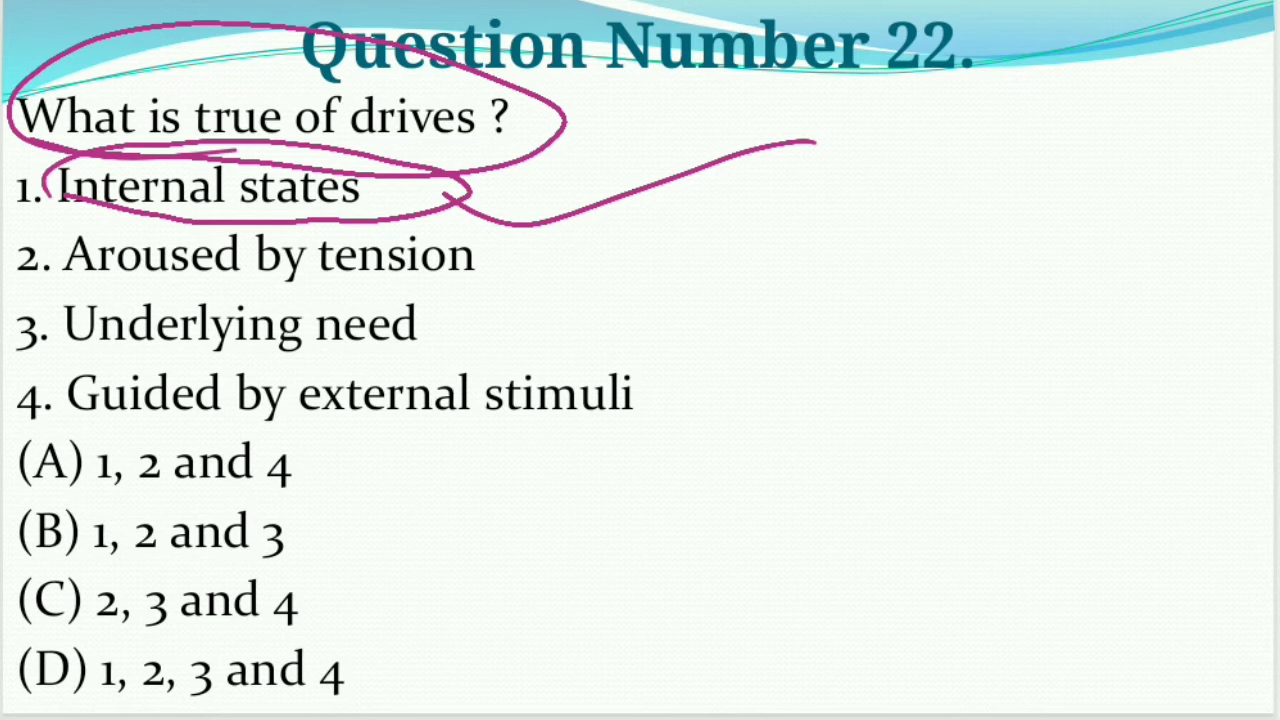 Question Number 22.
What is true of drives ?
1. Internal states
2. Aroused by tension
3. Underlying need
4. Guided by external stimuli
(A) 1, 2 and 4
(B) 1, 2 and 3
(C) 2, 3 and 4
(D) 1, 2, 3 and 4